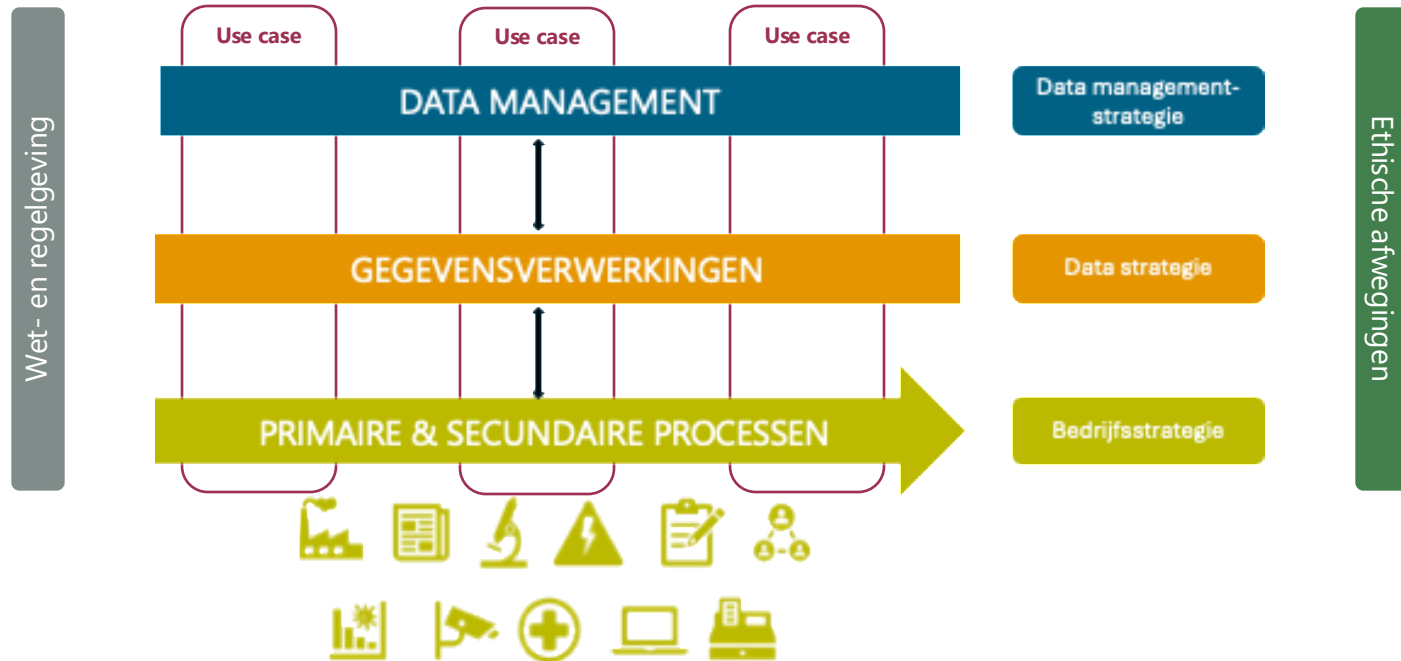 Use case
Use case
Use case
Wet- en regelgeving
DATA MANAGEMENT
Data management-
strategie
GEGEVENSVERWERKINGEN
Data strategie
PRIMAIRE & SECUNDAIRE PROCESSEN
Bedrijfsstrategie
Ethische afwegingen